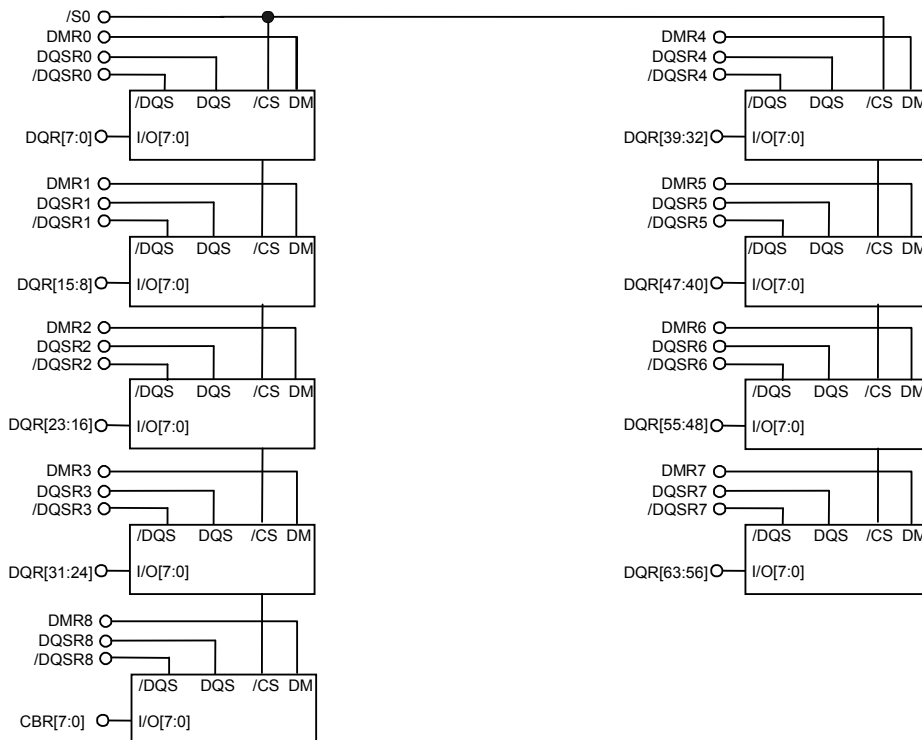 /S0
DMR0
DQSR0
/DQSR0
/DQS DQS /CS DM
DQR[7:0] I/O[7:0]
DMR1
DQSR1
/DQSR1
/DQS DQS /CS DM
DQR[15:8] I/O[7:0]
DMR2
DQSR2
/DQSR2
/DQS DQS /CS DM
DQR[23:16] I/O[7:0]
DMR3
DQSR3
/DQSR3
/DQS DQS /CS DM
DQR[31:24] I/O[7:0]
DMR8
DQSR8
/DQSR8
/DQS DQS /CS DM
CBR[7:0] I/O[7:0]
DMR4
DQSR4
/DQSR4
/DQS DQS /CS DM
DQR[39:32] I/O[7:0]
DMR5
DQSR5
/DQSR5
/DQS DQS /CS DM
DQR[47:40] I/O[7:0]
DMR6
DQSR6
/DQSR6
/DQS DQS /CS DM
DQR[55:48] I/O[7:0]
DMR7
DQSR7
/DQSR7
/DQS DQS /CS DM
DQR[63:56] I/O[7:0]